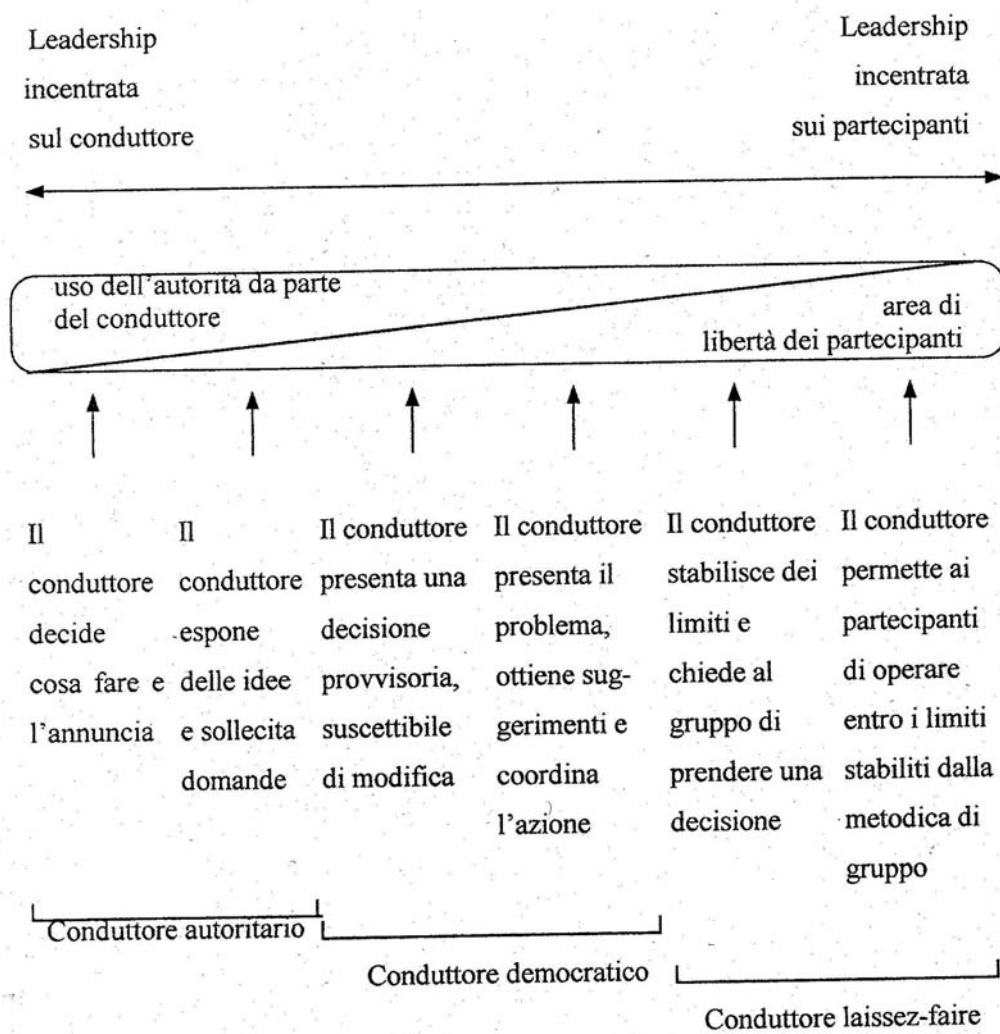 Leadership
incentrata
sul conduttore
Leadership
incentrata
sui partecipanti
uso dell'autorità da parte
del conduttore
area di
libertà dei partecipanti
Il
conduttore
decide
cosa fare e
l'annuncia
Il
conduttore
espone
delle idee
e sollecita
domande
Il conduttore
presenta una
decisione
provvisoria,
suscettibile
di modifica
Il conduttore
presenta il
problema,
ottiene sug-
gerimenti e
coordina
l'azione
Il conduttore
stabilisce dei
limiti e
chiede al
gruppo di
prendere una
decisione
Il conduttore
permette ai
partecipanti
di operare
entro i limiti
stabiliti dalla
metodica di
gruppo
Conduttore autoritario
Conduttore democratico
Conduttore laissez-faire